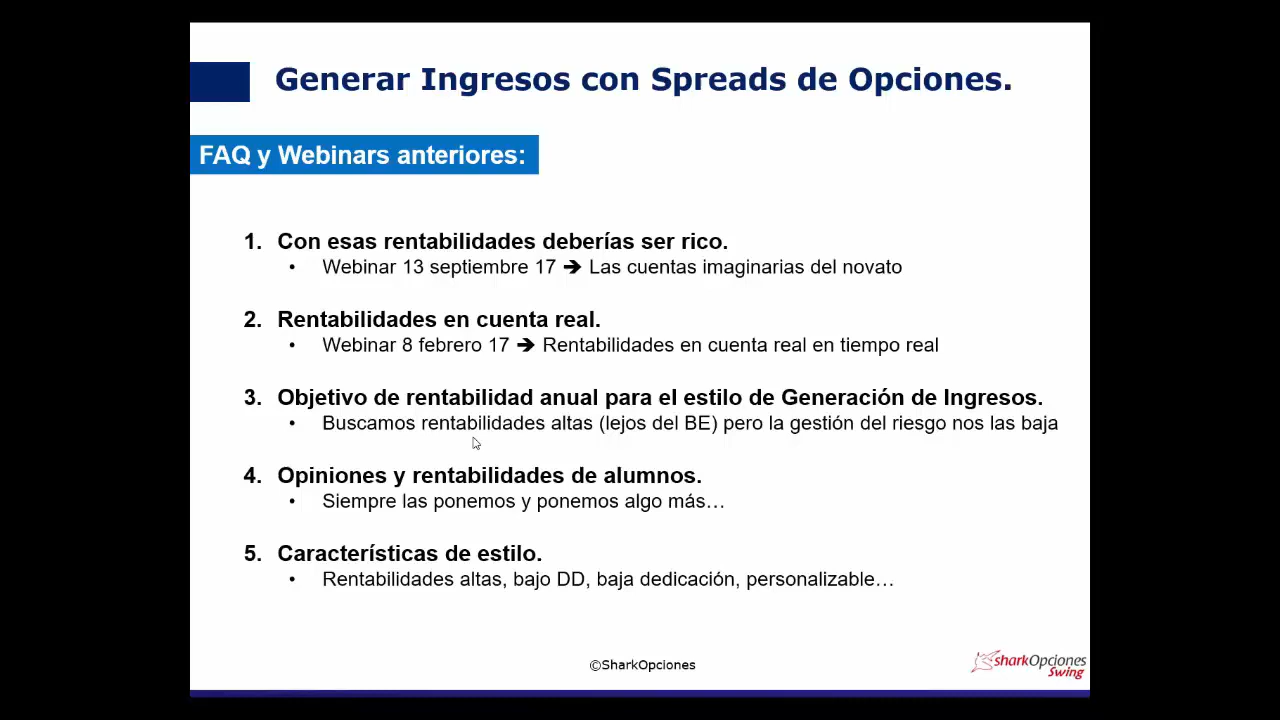 Generar Ingresos con Spreads de Opciones.
FAQ y Webinars anteriores:
1. Con esas rentabilidades deberías ser rico.
• Webinar 13 septiembre 17 ➔ Las cuentas imaginarias del novato
2. Rentabilidades en cuenta real.
• Webinar 8 febrero 17 ➔ Rentabilidades en cuenta real en tiempo real
3. Objetivo de rentabilidad anual para el estilo de Generación de Ingresos.
• Buscamos rentabilidades altas (lejos del BE) pero la gestión del riesgo nos las baja
4. Opiniones y rentabilidades de alumnos.
• Siempre las ponemos y ponemos algo más…
5. Características de estilo.
• Rentabilidades altas, bajo DD, baja dedicación, personalizable…
©SharkOpciones
sharkOpciones
Swing